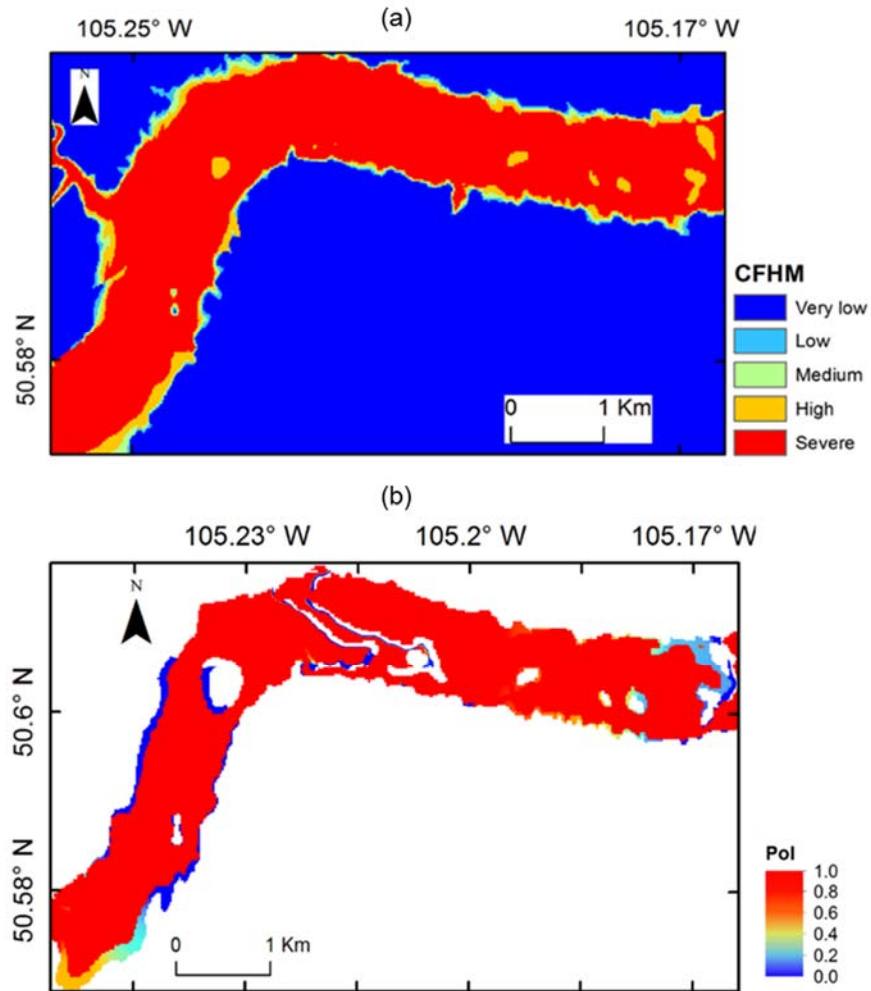 (a)
105.25° W
105.17° W
N
50.58° N
0 1 Km
CFHM
Very low
Low
Medium
High
Severe
(b)
105.23° W
105.2° W
105.17° W
N
50.6° N
50.58° N
0 1 Km
PoI
1.0
0.8
0.6
0.4
0.2
0.0